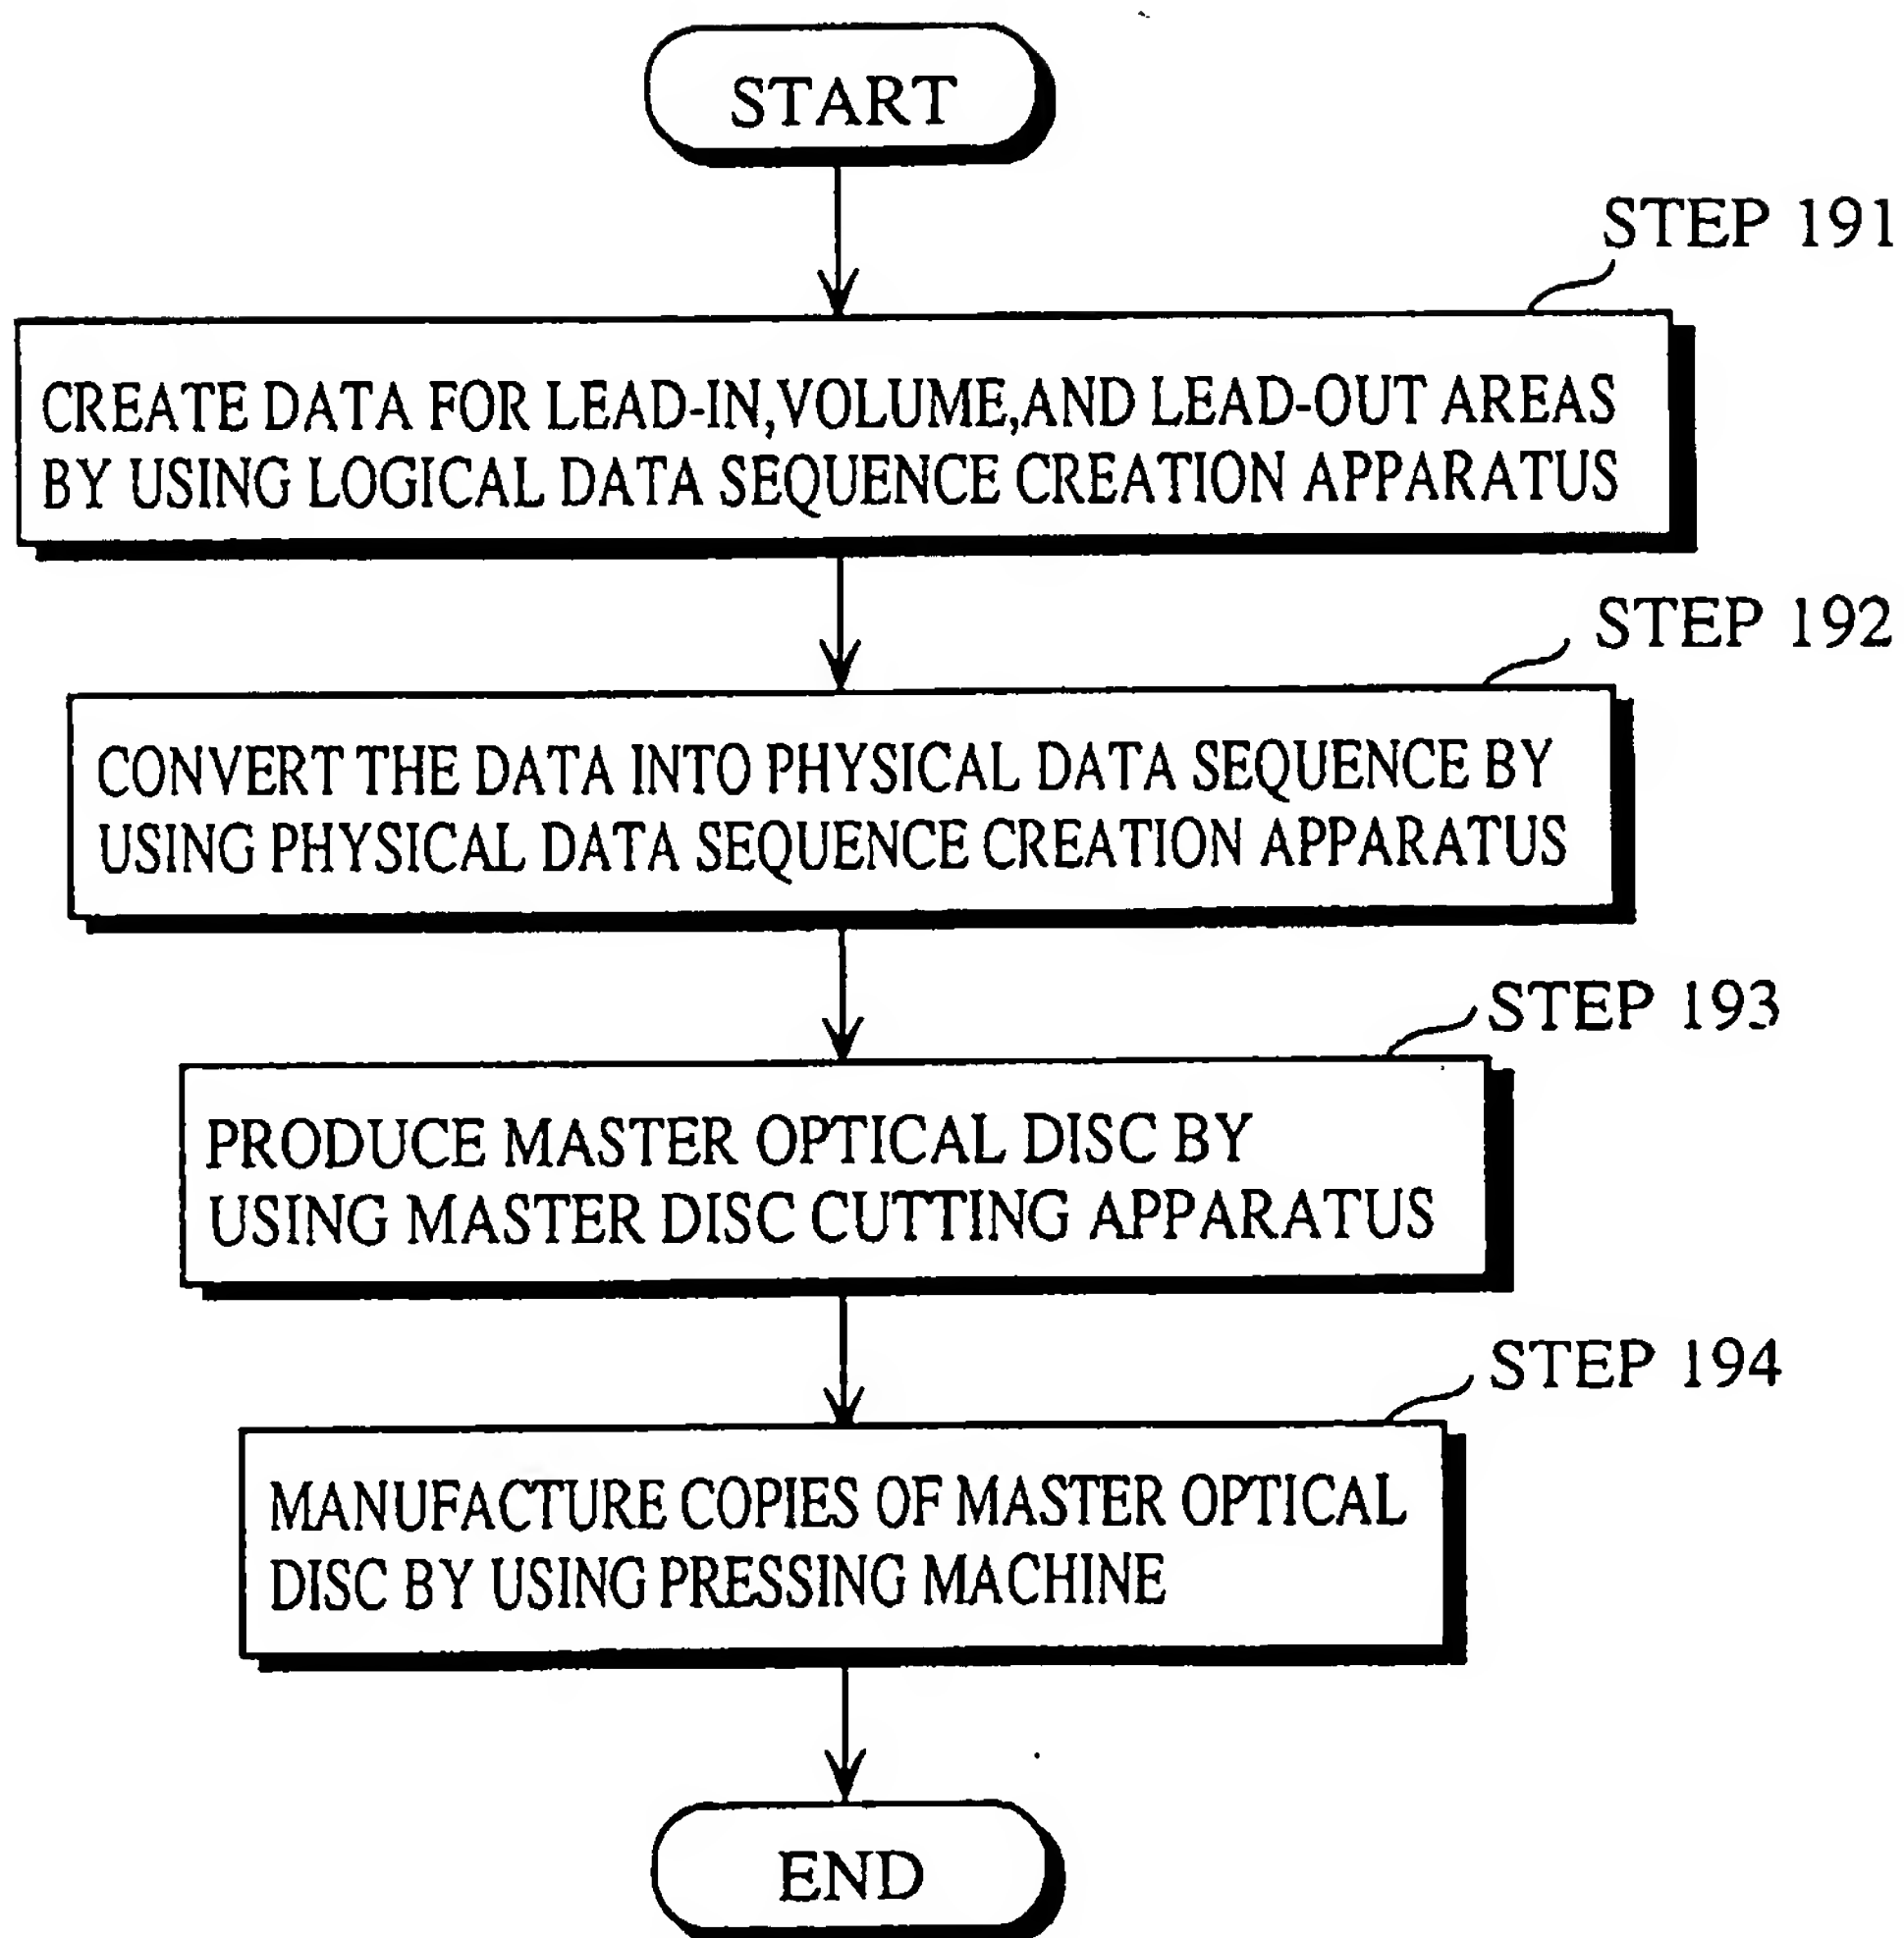 START
STEP 191
CREATE DATA FOR LEAD-IN,VOLUME,AND LEAD-OUT AREAS
BY USING LOGICAL DATA SEQUENCE CREATION APPARATUS
STEP 192
CONVERT THE DATA INTO PHYSICAL DATA SEQUENCE BY
USING PHYSICAL DATA SEQUENCE CREATION APPARATUS
STEP 193
PRODUCE MASTER OPTICAL DISC BY
USING MASTER DISC CUTTING APPARATUS
STEP 194
MANUFACTURE COPIES OF MASTER OPTICAL
DISC BY USING PRESSING MACHINE
END